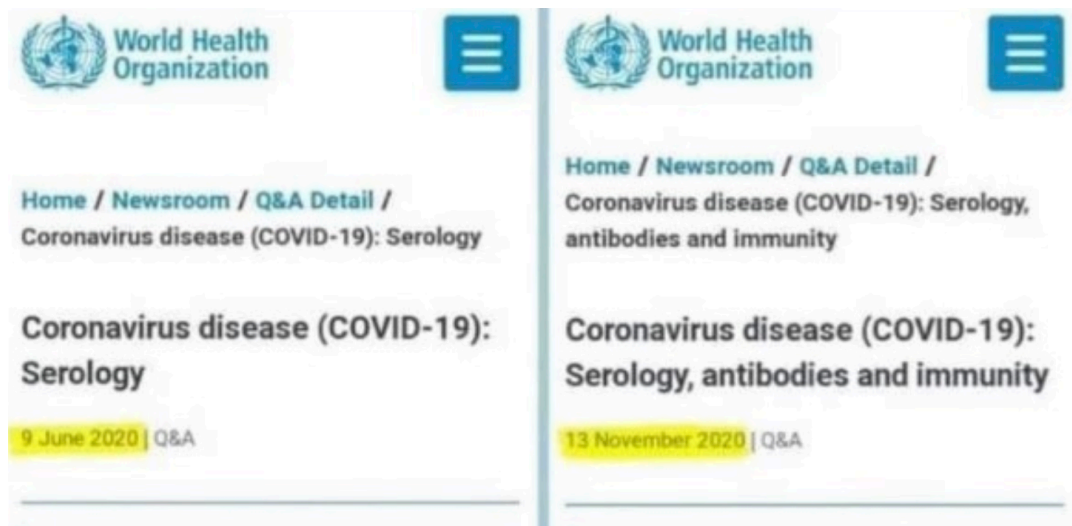 World Health
Organization
Home / Newsroom / Q&A Detail /
Coronavirus disease (COVID-19): Serology
Coronavirus disease (COVID-19):
Serology
9 June 2020 | Q&A
World Health
Organization
Home / Newsroom / Q&A Detail /
Coronavirus disease (COVID-19): Serology,
antibodies and immunity
Coronavirus disease (COVID-19):
Serology, antibodies and immunity
13 November 2020 | Q&A